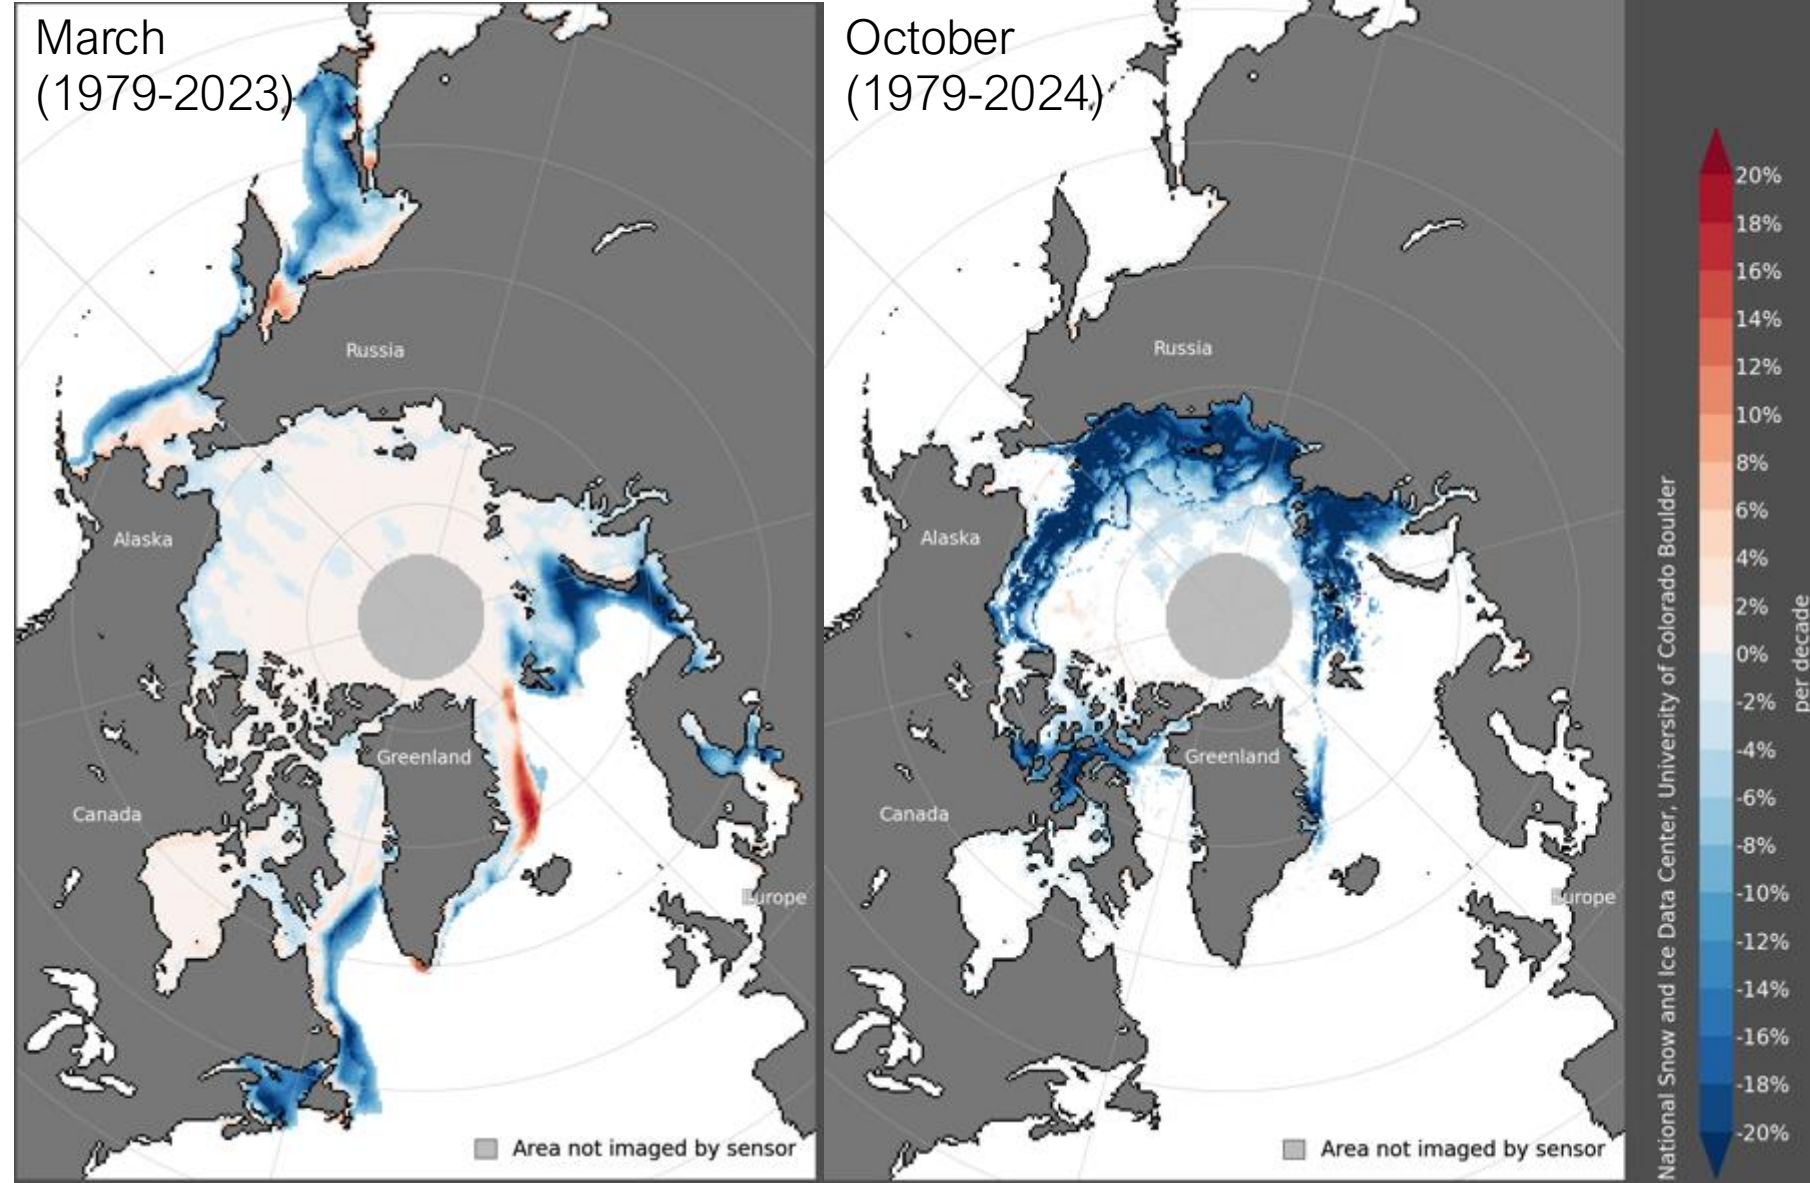 March
(1979-2023)
Russia
Alaska
Greenland
Canada
Europe
Area not imaged by sensor
October
(1979-2024)
Russia
Alaska
Greenland
Canada
Europe
Area not imaged by sensor
National Snow and Ice Data Center, University of Colorado Boulder
20%
18%
16%
14%
12%
10%
8%
6%
4%
2%
0%
-2%
-4%
-6%
-8%
-10%
-12%
-14%
-16%
-18%
-20%
per decade